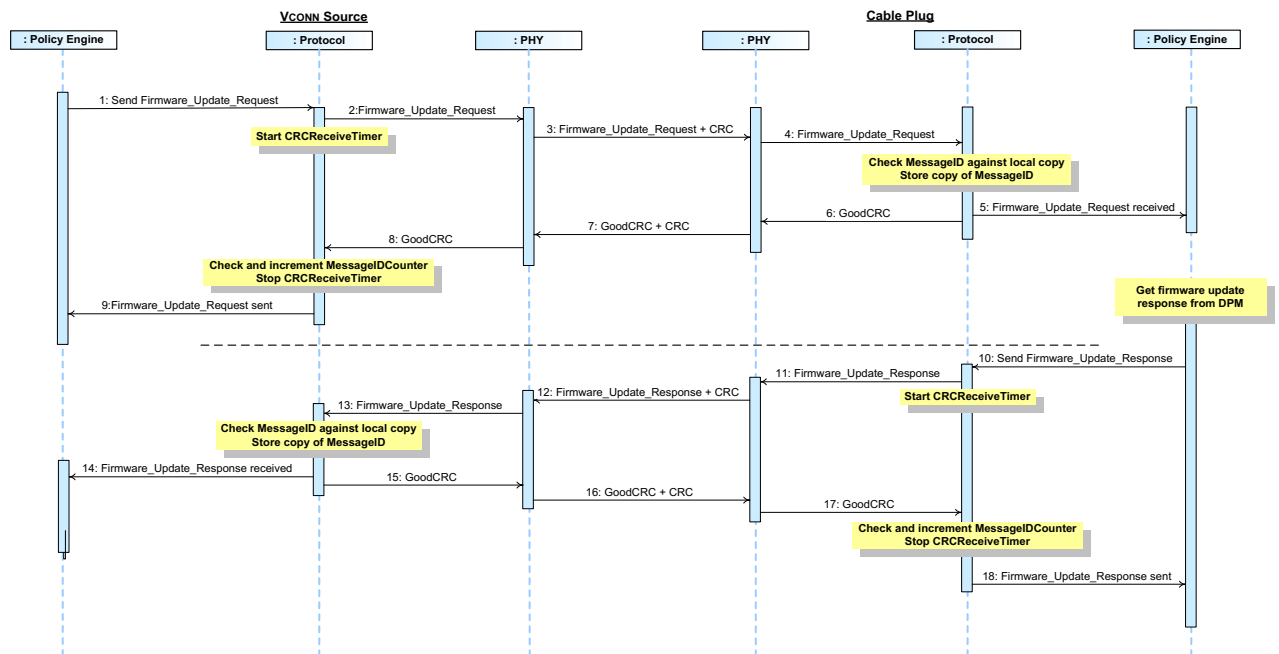 VCONN Source
Cable Plug
: Policy Engine
: Protocol
: PHY
: PHY
: Protocol
: Policy Engine
1: Send Firmware_Update_Request
2:Firmware_Update_Request
Start CRCReceiveTimer
3: Firmware_Update_Request + CRC
4: Firmware_Update_Request
Check MessageID against local copy
Store copy of MessageID
5: Firmware_Update_Request received
6: GoodCRC
7: GoodCRC + CRC
8: GoodCRC
Check and increment MessageIDCounter
Stop CRCReceiveTimer
9:Firmware_Update_Request sent
Get firmware update
response from DPM
10: Send Firmware_Update_Response
11: Firmware_Update_Response
Start CRCReceiveTimer
12: Firmware_Update_Response + CRC
13: Firmware_Update_Response
Check MessageID against local copy
Store copy of MessageID
14: Firmware_Update_Response received
15: GoodCRC
16: GoodCRC + CRC
17: GoodCRC
Check and increment MessageIDCounter
Stop CRCReceiveTimer
18: Firmware_Update_Response sent